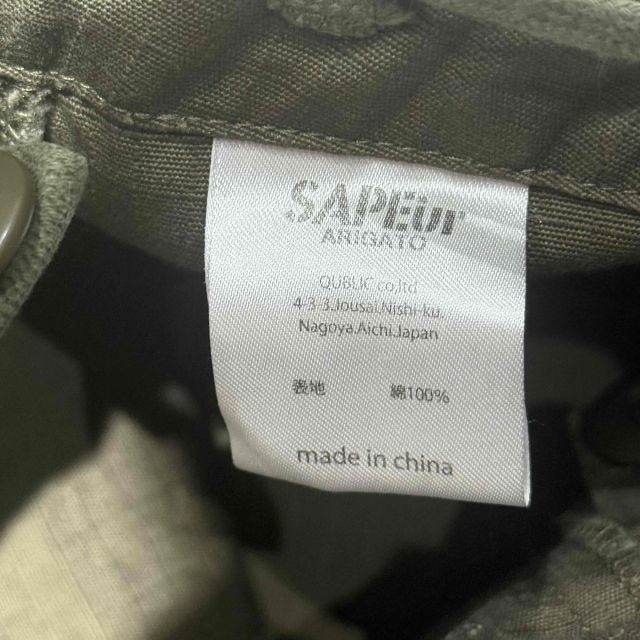 SAPEur
ARIGATO
QUBLIC co,ltd
4-3-3,Jousai,Nishi-ku,
Nagoya,Aichi,Japan
表地 綿100%
made in china